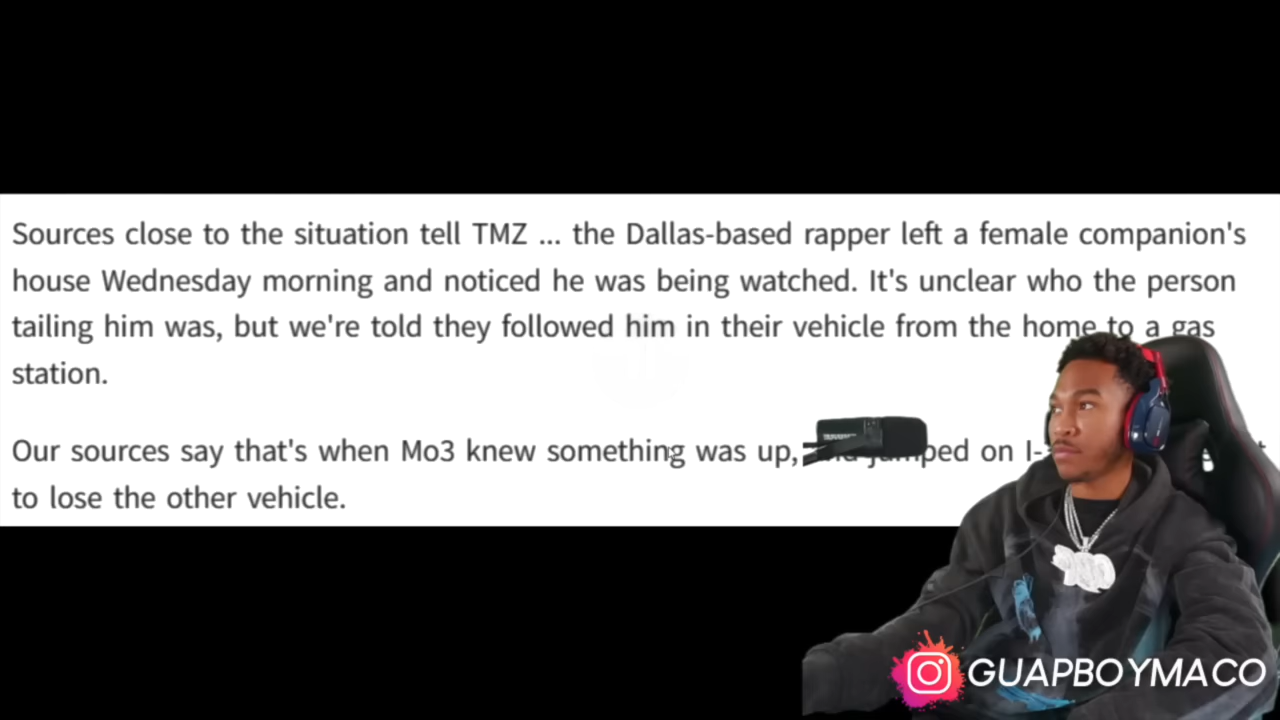 Sources close to the situation tell TMZ ... the Dallas-based rapper left a female companion's
house Wednesday morning and noticed he was being watched. It's unclear who the person
tailing him was, but we're told they followed him in their vehicle from the home to a gas
station.
Our sources say that's when Mo3 knew something was up, and jumped on I-
to lose the other vehicle.
GUAPBOYMACO